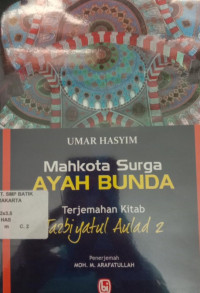 UMAR HASYIM
Mahkota Surga
AYAH BUNDA
Terjemahan Kitab
Tarbiyatul Aulad 2
Penerjemah
MOH. M. ARAFATULLAH
T. SMP BATIK
AKARTA
HAS
m